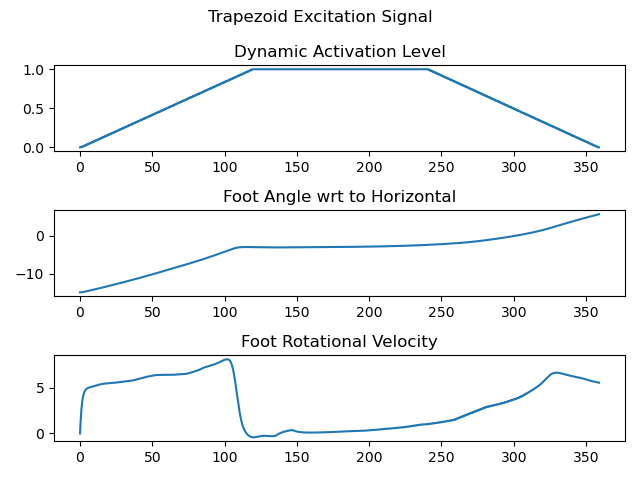 Trapezoid Excitation Signal
Dynamic Activation Level
1.0
0.5
0.0
0 50 100 150 200 250 300 350
Foot Angle wrt to Horizontal
0
−10
0 50 100 150 200 250 300 350
Foot Rotational Velocity
5
0
0 50 100 150 200 250 300 350